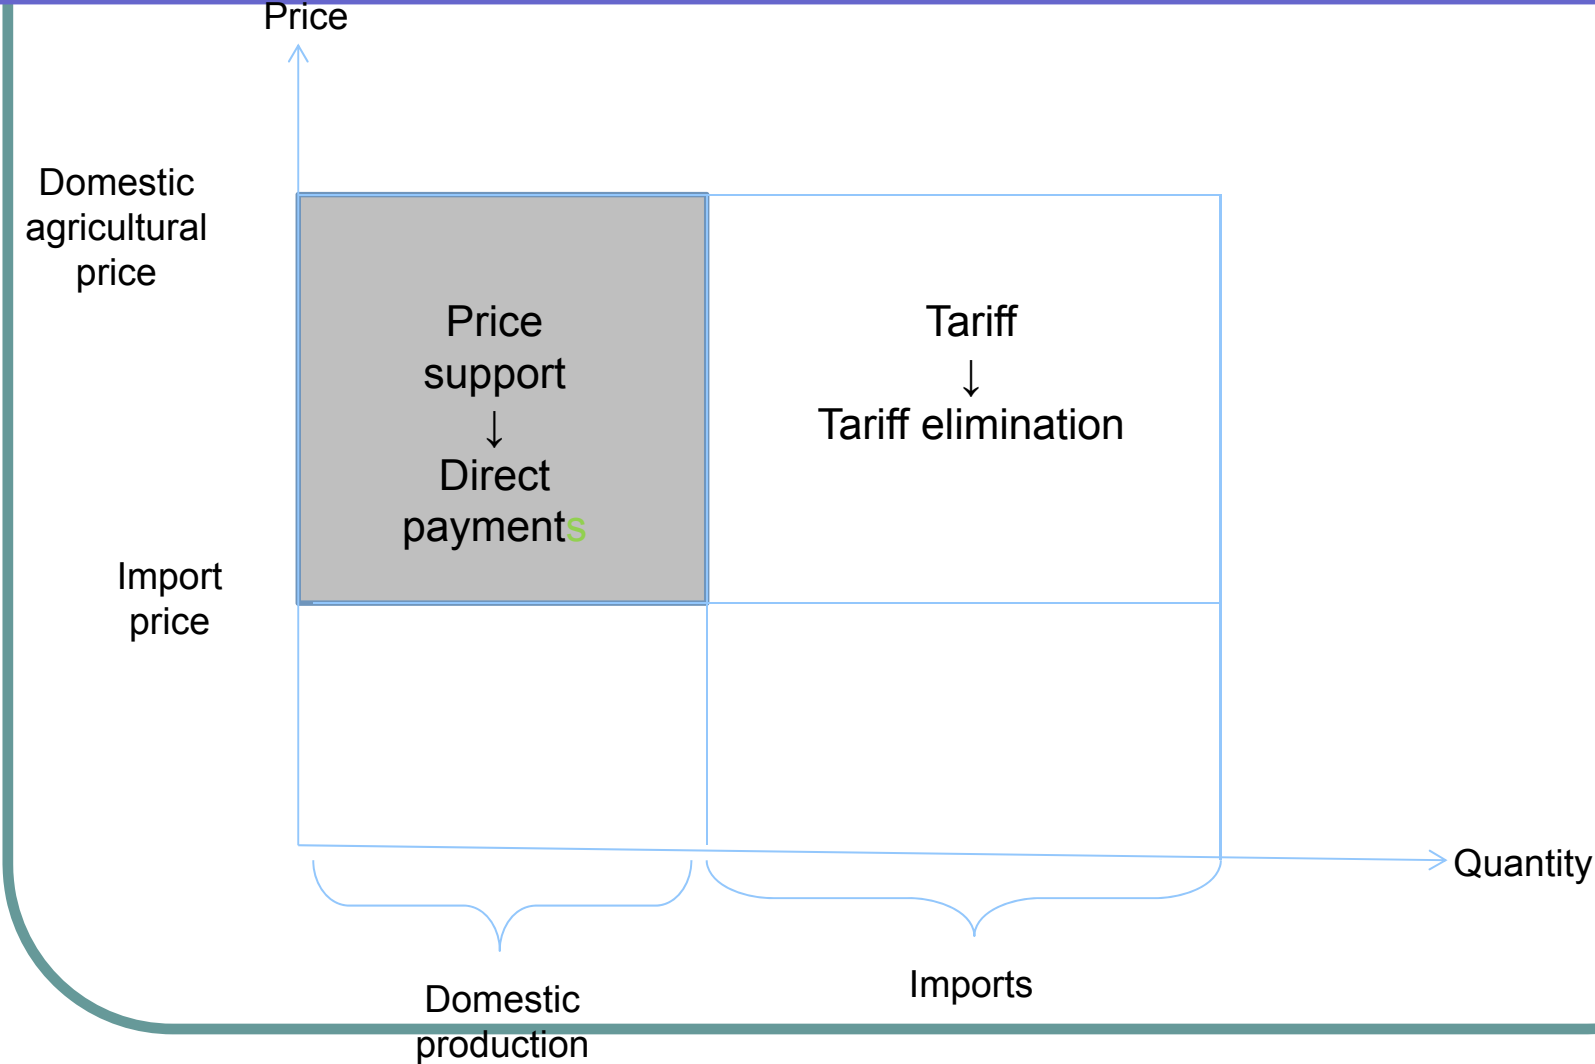 Price
Domestic
agricultural
price
Price
support
↓
Direct
payments
Tariff
↓
Tariff elimination
Import
price
Quantity
Domestic
production
Imports